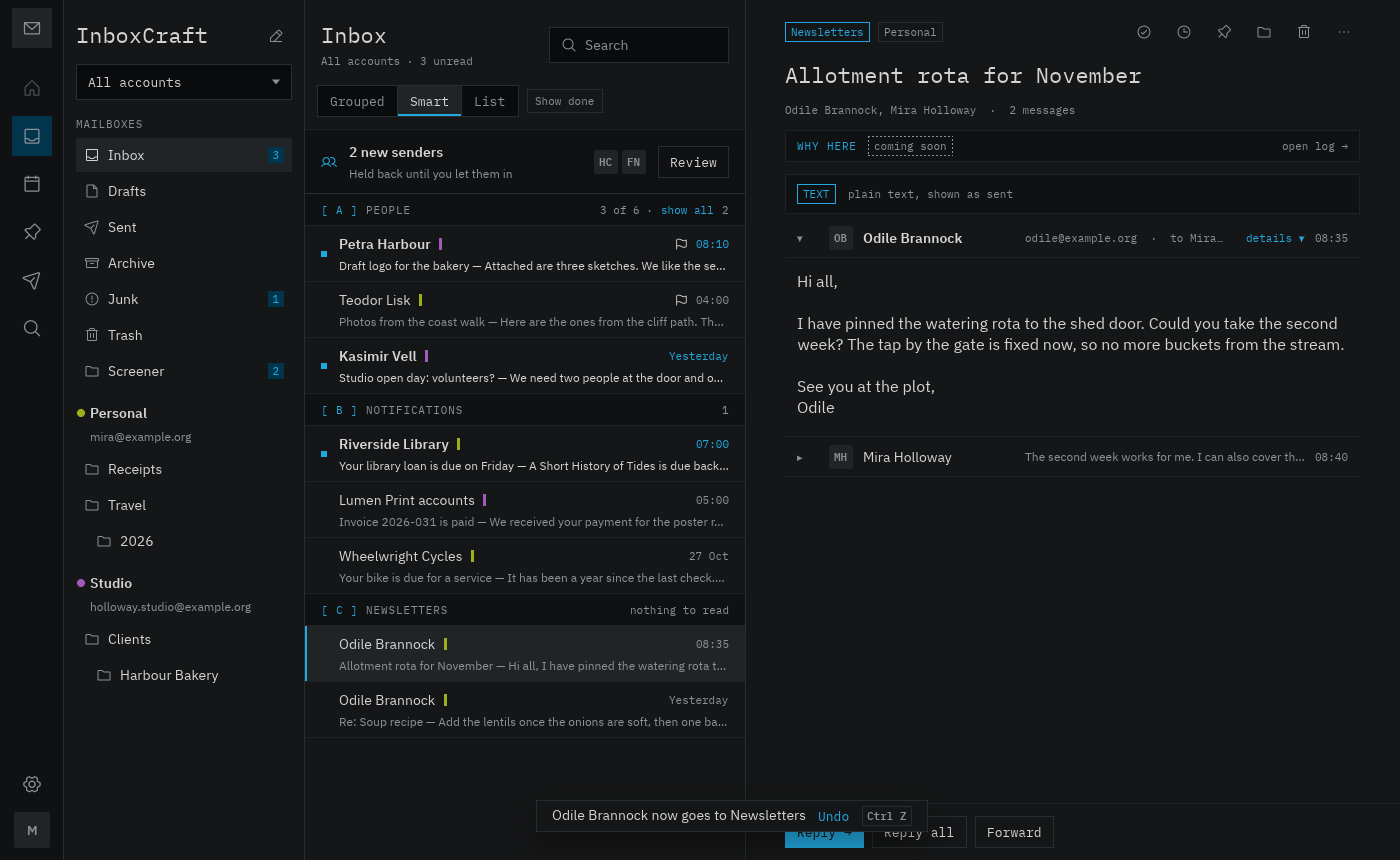 InboxCraft
All accounts
MAILBOXES
Inbox 3
Drafts
Sent
Archive
Junk 1
Trash
Screener 2
Personal
mira@example.org
Receipts
Travel
2026
Studio
holloway.studio@example.org
Clients
Harbour Bakery
M
Inbox
All accounts · 3 unread
Search
Grouped Smart List Show done
2 new senders
Held back until you let them in
HC FN Review
[ A ] PEOPLE 3 of 6 · show all 2
Petra Harbour 08:10
Draft logo for the bakery — Attached are three sketches. We like the se…
Teodor Lisk 04:00
Photos from the coast walk — Here are the ones from the cliff path. Th…
Kasimir Vell Yesterday
Studio open day: volunteers? — We need two people at the door and o…
[ B ] NOTIFICATIONS 1
Riverside Library 07:00
Your library loan is due on Friday — A Short History of Tides is due back…
Lumen Print accounts 05:00
Invoice 2026-031 is paid — We received your payment for the poster r…
Wheelwright Cycles 27 Oct
Your bike is due for a service — It has been a year since the last check.…
[ C ] NEWSLETTERS nothing to read
Odile Brannock 08:35
Allotment rota for November — Hi all, I have pinned the watering rota t…
Odile Brannock Yesterday
Re: Soup recipe — Add the lentils once the onions are soft, then one ba…
Newsletters Personal
Allotment rota for November
Odile Brannock, Mira Holloway · 2 messages
WHY HERE coming soon open log →
TEXT plain text, shown as sent
▾ OB Odile Brannock odile@example.org · to Mira… details ▾ 08:35
Hi all,
I have pinned the watering rota to the shed door. Could you take the second
week? The tap by the gate is fixed now, so no more buckets from the stream.
See you at the plot,
Odile
▸ MH Mira Holloway The second week works for me. I can also cover th… 08:40
Odile Brannock now goes to Newsletters Undo Ctrl Z
Reply Reply all Forward